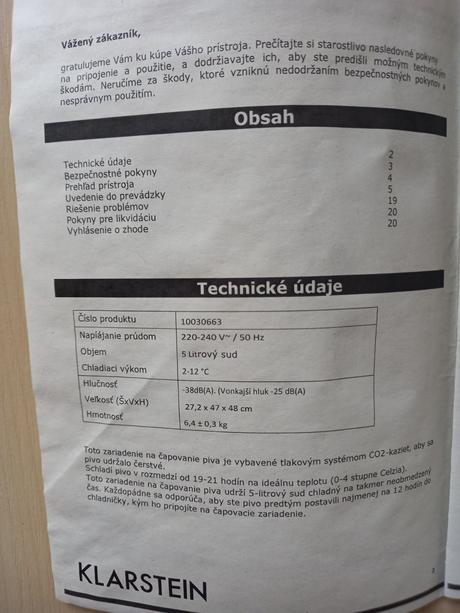 Vážený zákazník,
gratulujeme Vám ku kúpe Vášho prístroja. Prečítajte si starostlivo nasledovné pokyny
na pripojenie a použitie, a dodržiavajte ich, aby ste predišli možným technickým
škodám. Neručíme za škody, ktoré vzniknú nedodržaním bezpečnostných pokynov a
nesprávnym použitím.
Obsah
Technické údaje 2
Bezpečnostné pokyny 3
Prehľad prístroja 4
Uvedenie do prevádzky 5
Riešenie problémov 19
Pokyny pre likvidáciu 20
Vyhlásenie o zhode 20
Technické údaje
Číslo produktu 10030663
Napíájanie prúdom 220-240 V~ / 50 Hz
Objem 5 Litrový sud
Chladiaci výkom 2-12 °C
Hlučnosť -38dB(A). (Vonkajší hluk -25 dB(A)
Veľkosť (ŠxVxH) 27,2 x 47 x 48 cm
Hmotnosť 6,4 ± 0,3 kg
Toto zariadenie na čapovanie piva je vybavené tlakovým systémom CO2-kaziet, aby sa
pivo udržalo čerstvé.
Schladi pivo v rozmedzí od 19-21 hodín na ideálnu teplotu (0-4 stupne Celzia).
Toto zariadenie na čapovanie piva udrží 5-litrový sud chladný na takmer neobmedzený
čas. Každopádne sa odporúča, aby ste pivo predtým postavili najmenej na 12 hodín do
chladničky, kým ho pripojíte na čapovacie zariadenie.
2
KLARSTEIN